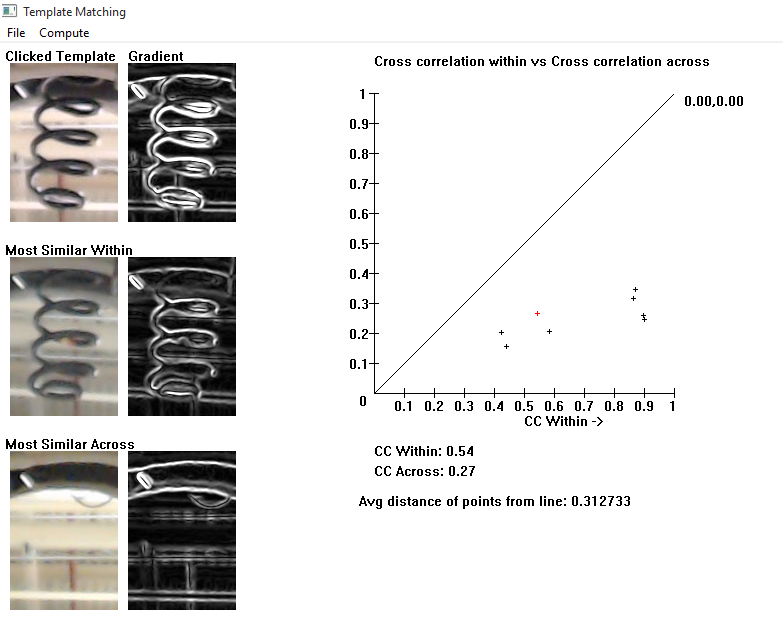 Template Matching
File Compute
Clicked Template Gradient
Most Similar Within
Most Similar Across
Cross correlation within vs Cross correlation across
0.00,0.00
1
0.9
0.8
0.7
0.6
0.5
0.4
0.3
0.2
0.1
0
0.1 0.2 0.3 0.4 0.5 0.6 0.7 0.8 0.9 1
CC Within ->
CC Within: 0.54
CC Across: 0.27
Avg distance of points from line: 0.312733